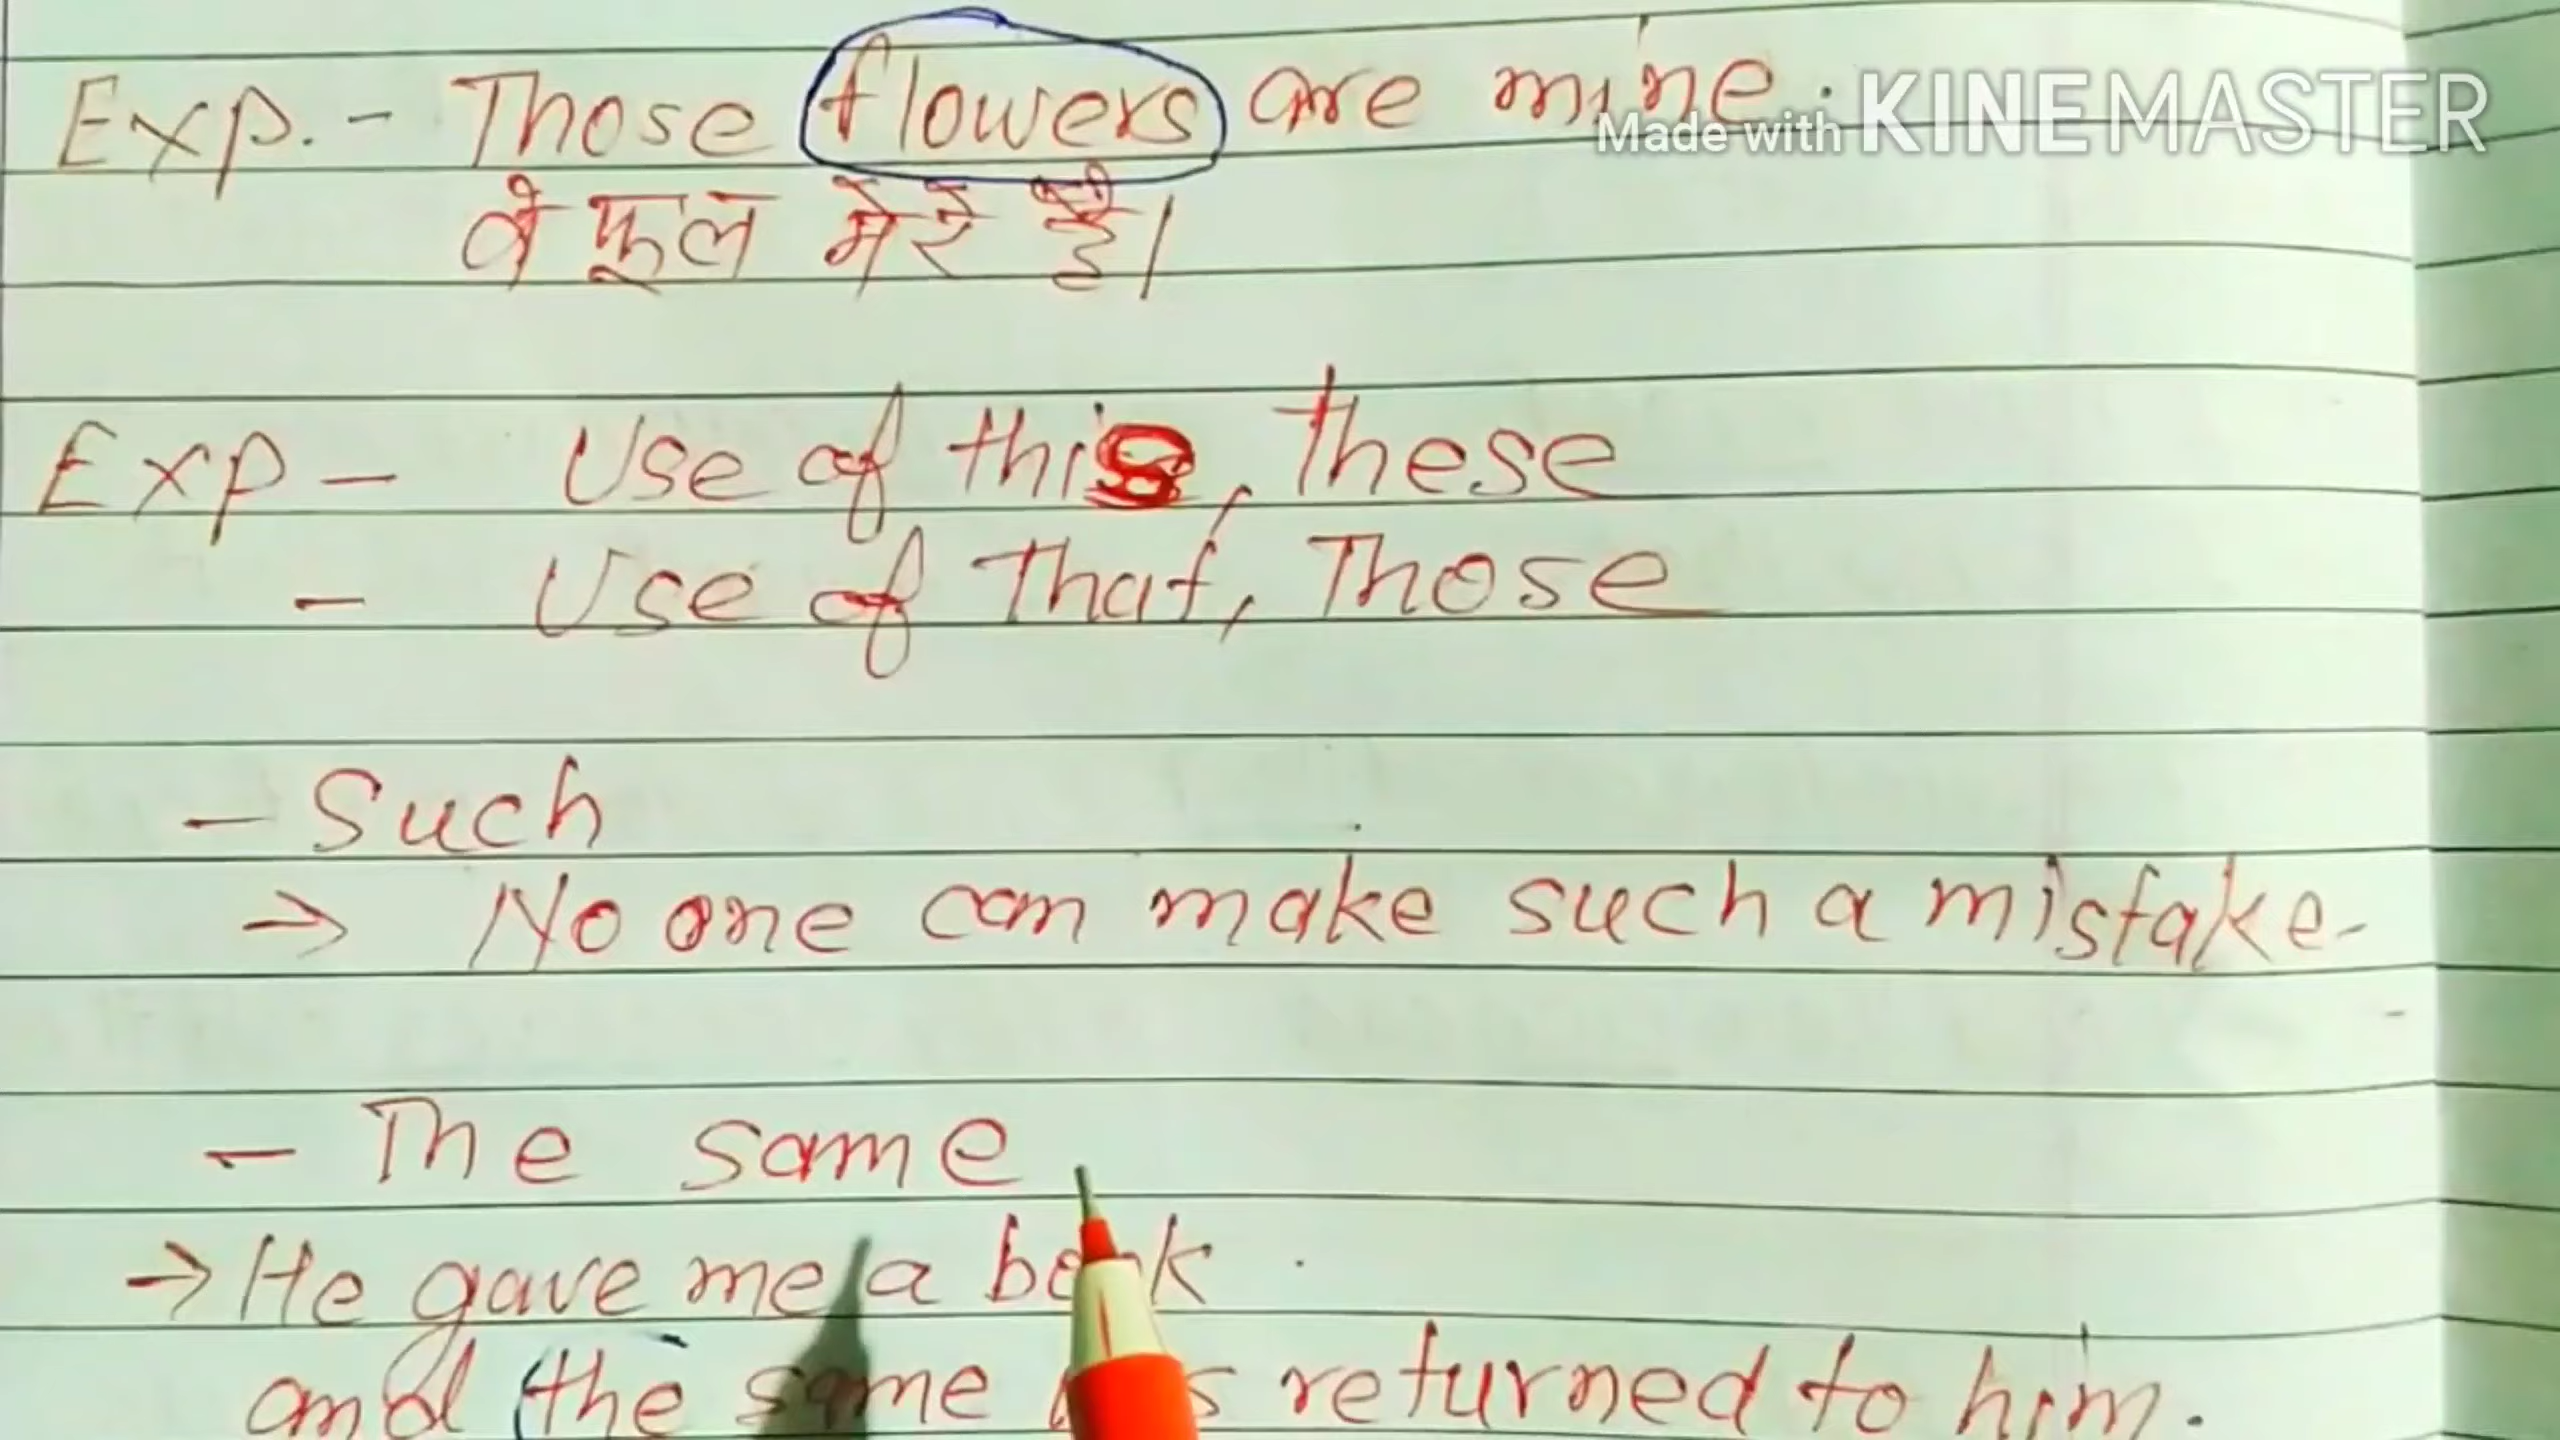 Exp. - Those flowers are mine.
Made with KINEMASTER
वे फूल मेरे हैं।
Exp - Use of this, these
- Use of That, Those
- Such
→ No one can make such a mistake.
- The same
→ He gave me a book
and (the same returned to him.